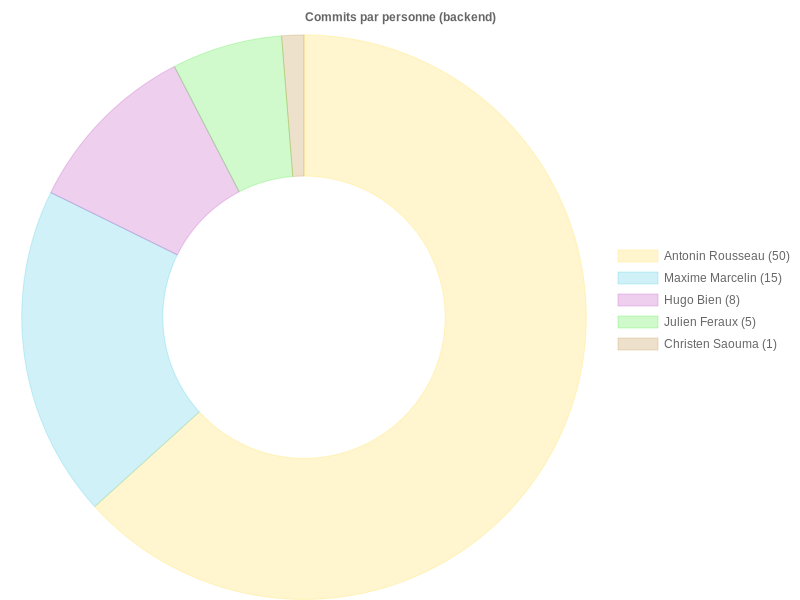 Commits par personne (backend)
Antonin Rousseau (50)
Maxime Marcelin (15)
Hugo Bien (8)
Julien Feraux (5)
Christen Saouma (1)